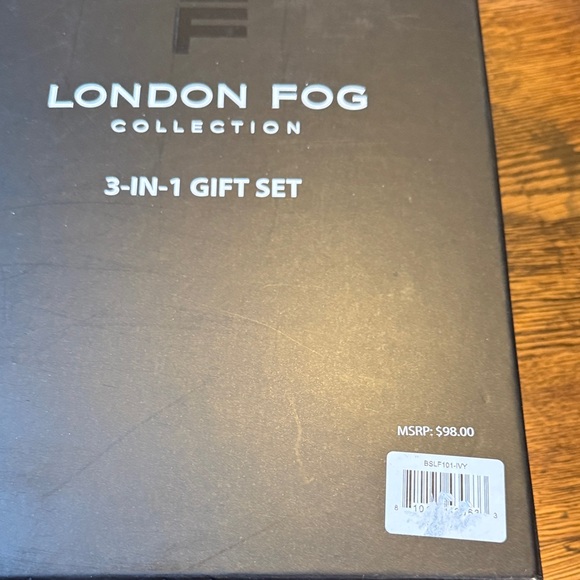 LONDON FOG
COLLECTION
3-IN-1 GIFT SET
MSRP: $98.00
BSLF101-IVY